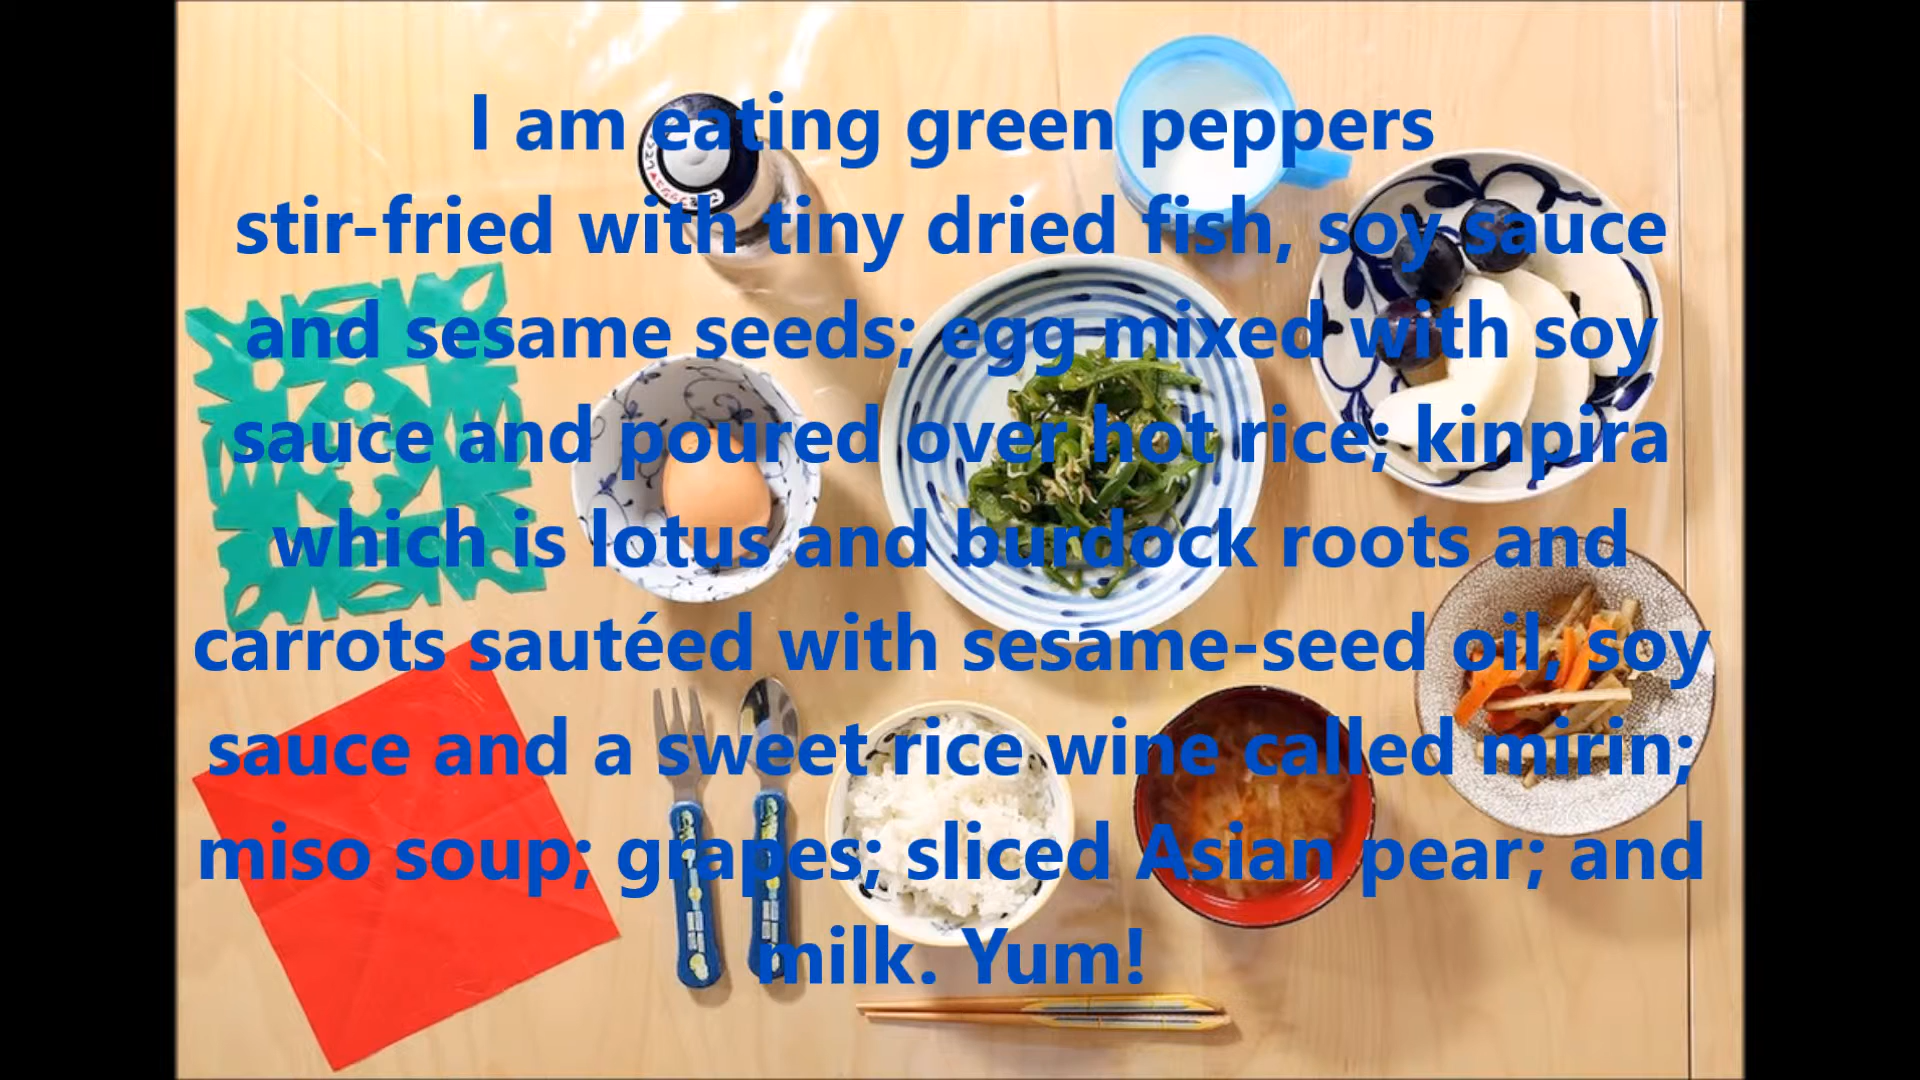 I am eating green peppers
stir-fried with tiny dried fish, soy sauce
and sesame seeds; egg mixed with soy
sauce and poured over hot rice; kinpira
which is lotus and burdock roots and
carrots sautéed with sesame-seed oil, soy
sauce and a sweet rice wine called mirin;
miso soup; grapes; sliced Asian pear; and
milk. Yum!